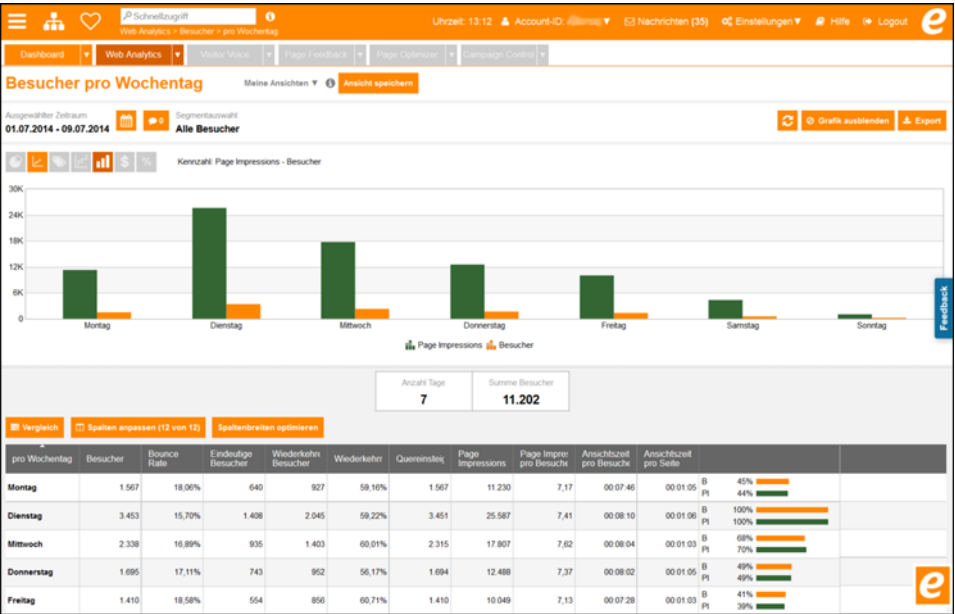 Schnellzugriff
Web Analytics > Besucher > pro Wochentag
Uhrzeit: 13:12 Account-ID: Nachrichten (35) Einstellungen Hilfe Logout e
Dashboard Web Analytics Visitor Voice Page Feedback Page Optimizer Campaign Control
Besucher pro Wochentag Meine Ansichten Ansicht speichern
Ausgewählter Zeitraum Segmentauswahl:
01.07.2014 - 09.07.2014 0 Alle Besucher Grafik ausblenden Export
$ % Kennzahl: Page Impressions - Besucher
30K
24K
18K
12K
6K
0
Montag Dienstag Mittwoch Donnerstag Freitag Samstag Sonntag
Page Impressions Besucher
Feedback
Anzahl Tage Summe Besucher
7 11.202
Vergleich Spalten anpassen (12 von 12) Spaltenbreiten optimieren
pro Wochentag Besucher Bounce Rate Eindeutige Besucher Wiederkehr Besucher Wiederkehr Quereinsteig Page Impressions Page Impres pro Besuche Ansichtszeit pro Besuche Ansichtszeit pro Seite
Montag 1.567 18,06% 640 927 59,16% 1.567 11.230 7,17 00:07:46 00:01:05 B 45%
PI 44%
Dienstag 3.453 15,70% 1.408 2.045 59,22% 3.451 25.587 7,41 00:08:10 00:01:06 B 100%
PI 100%
Mittwoch 2.338 16,89% 935 1.403 60,01% 2.315 17.807 7,62 00:08:04 00:01:03 B 68%
PI 70%
Donnerstag 1.695 17,11% 743 952 56,17% 1.694 12.488 7,37 00:08:02 00:01:05 B 49%
PI 49%
Freitag 1.410 18,58% 554 856 60,71% 1.410 10.049 7,13 00:07:28 00:01:03 B 41%
PI 39%
e